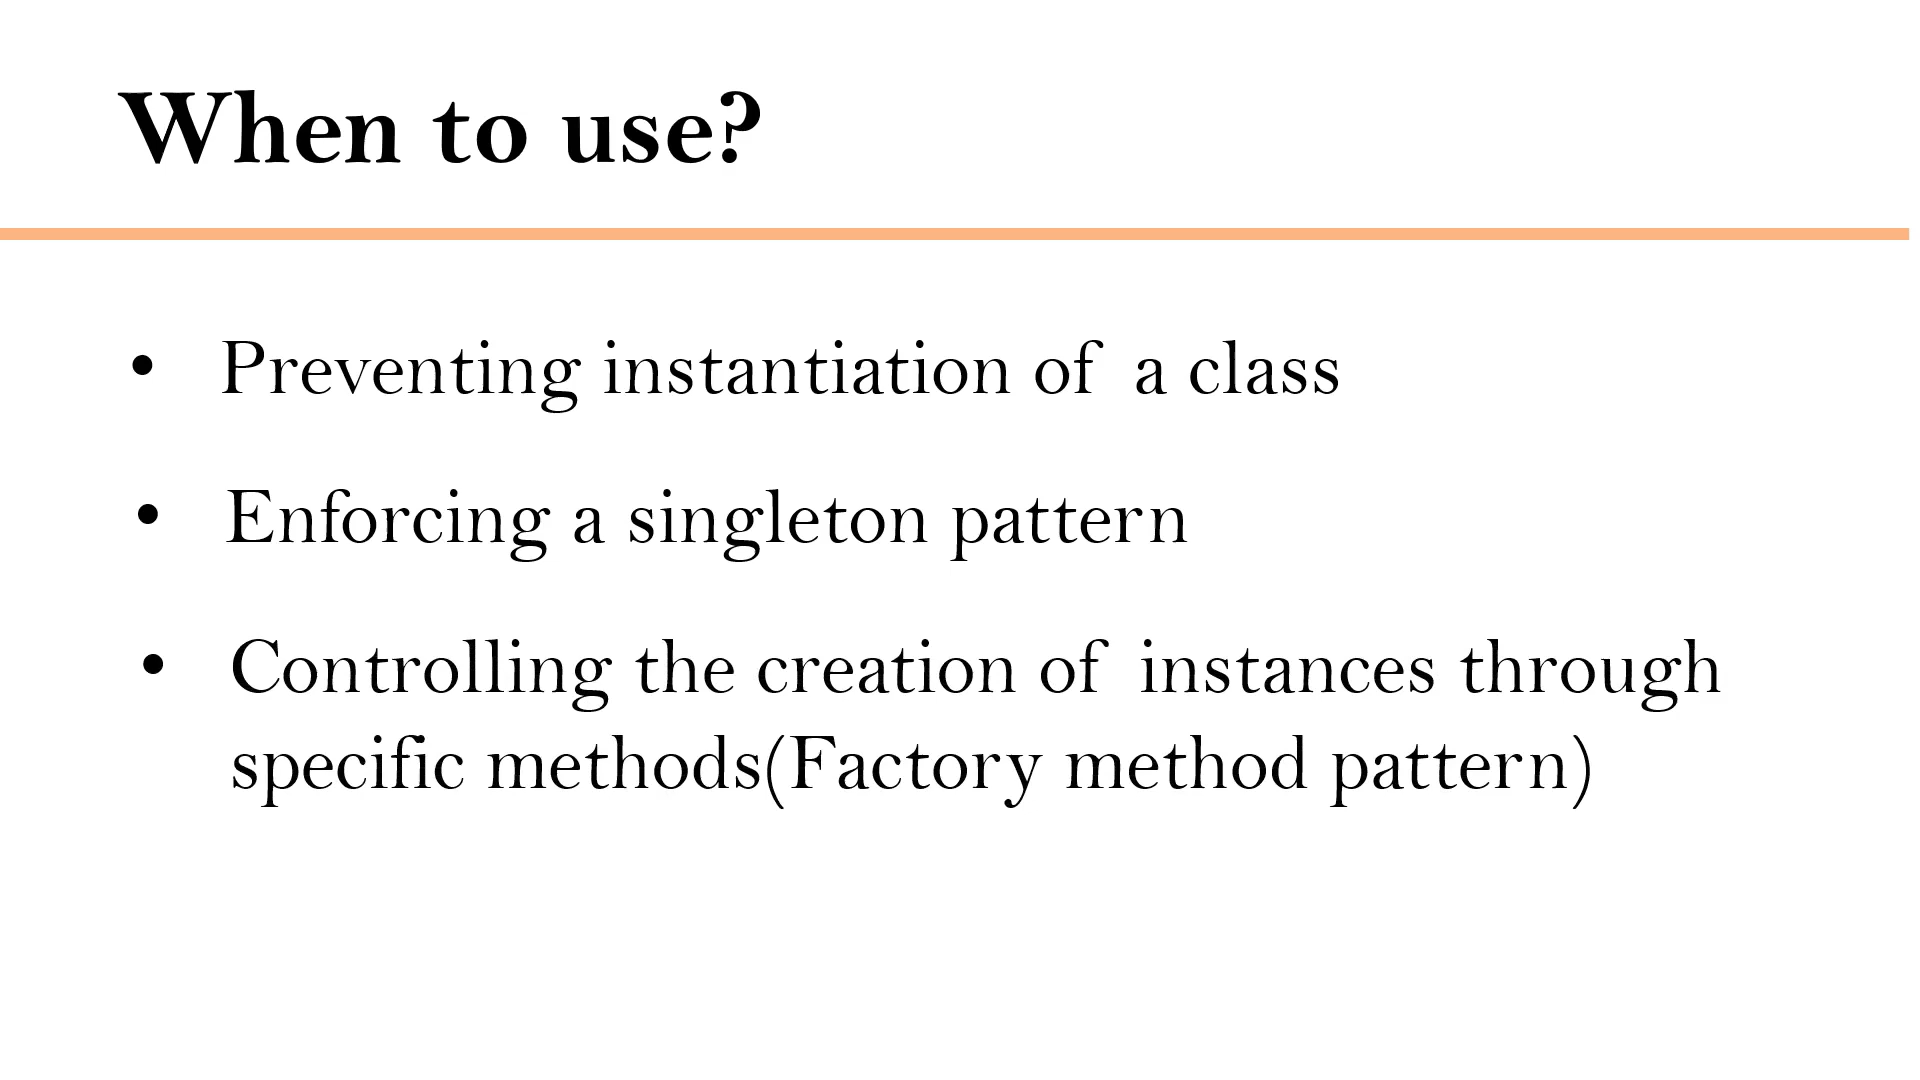 When to use?
• Preventing instantiation of a class
• Enforcing a singleton pattern
• Controlling the creation of instances through
specific methods(Factory method pattern)